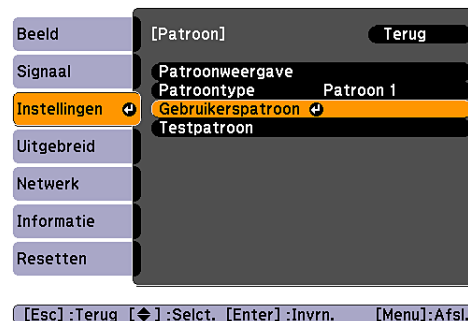 Beeld
Signaal
Instellingen
Uitgebreid
Netwerk
Informatie
Resetten
[Patroon] Terug
Patroonweergave
Patroontype Patroon 1
Gebruikerspatroon
Testpatroon
[Esc] :Terug [◆] :Selct. [Enter] :Invrn. [Menu]:Afsl.